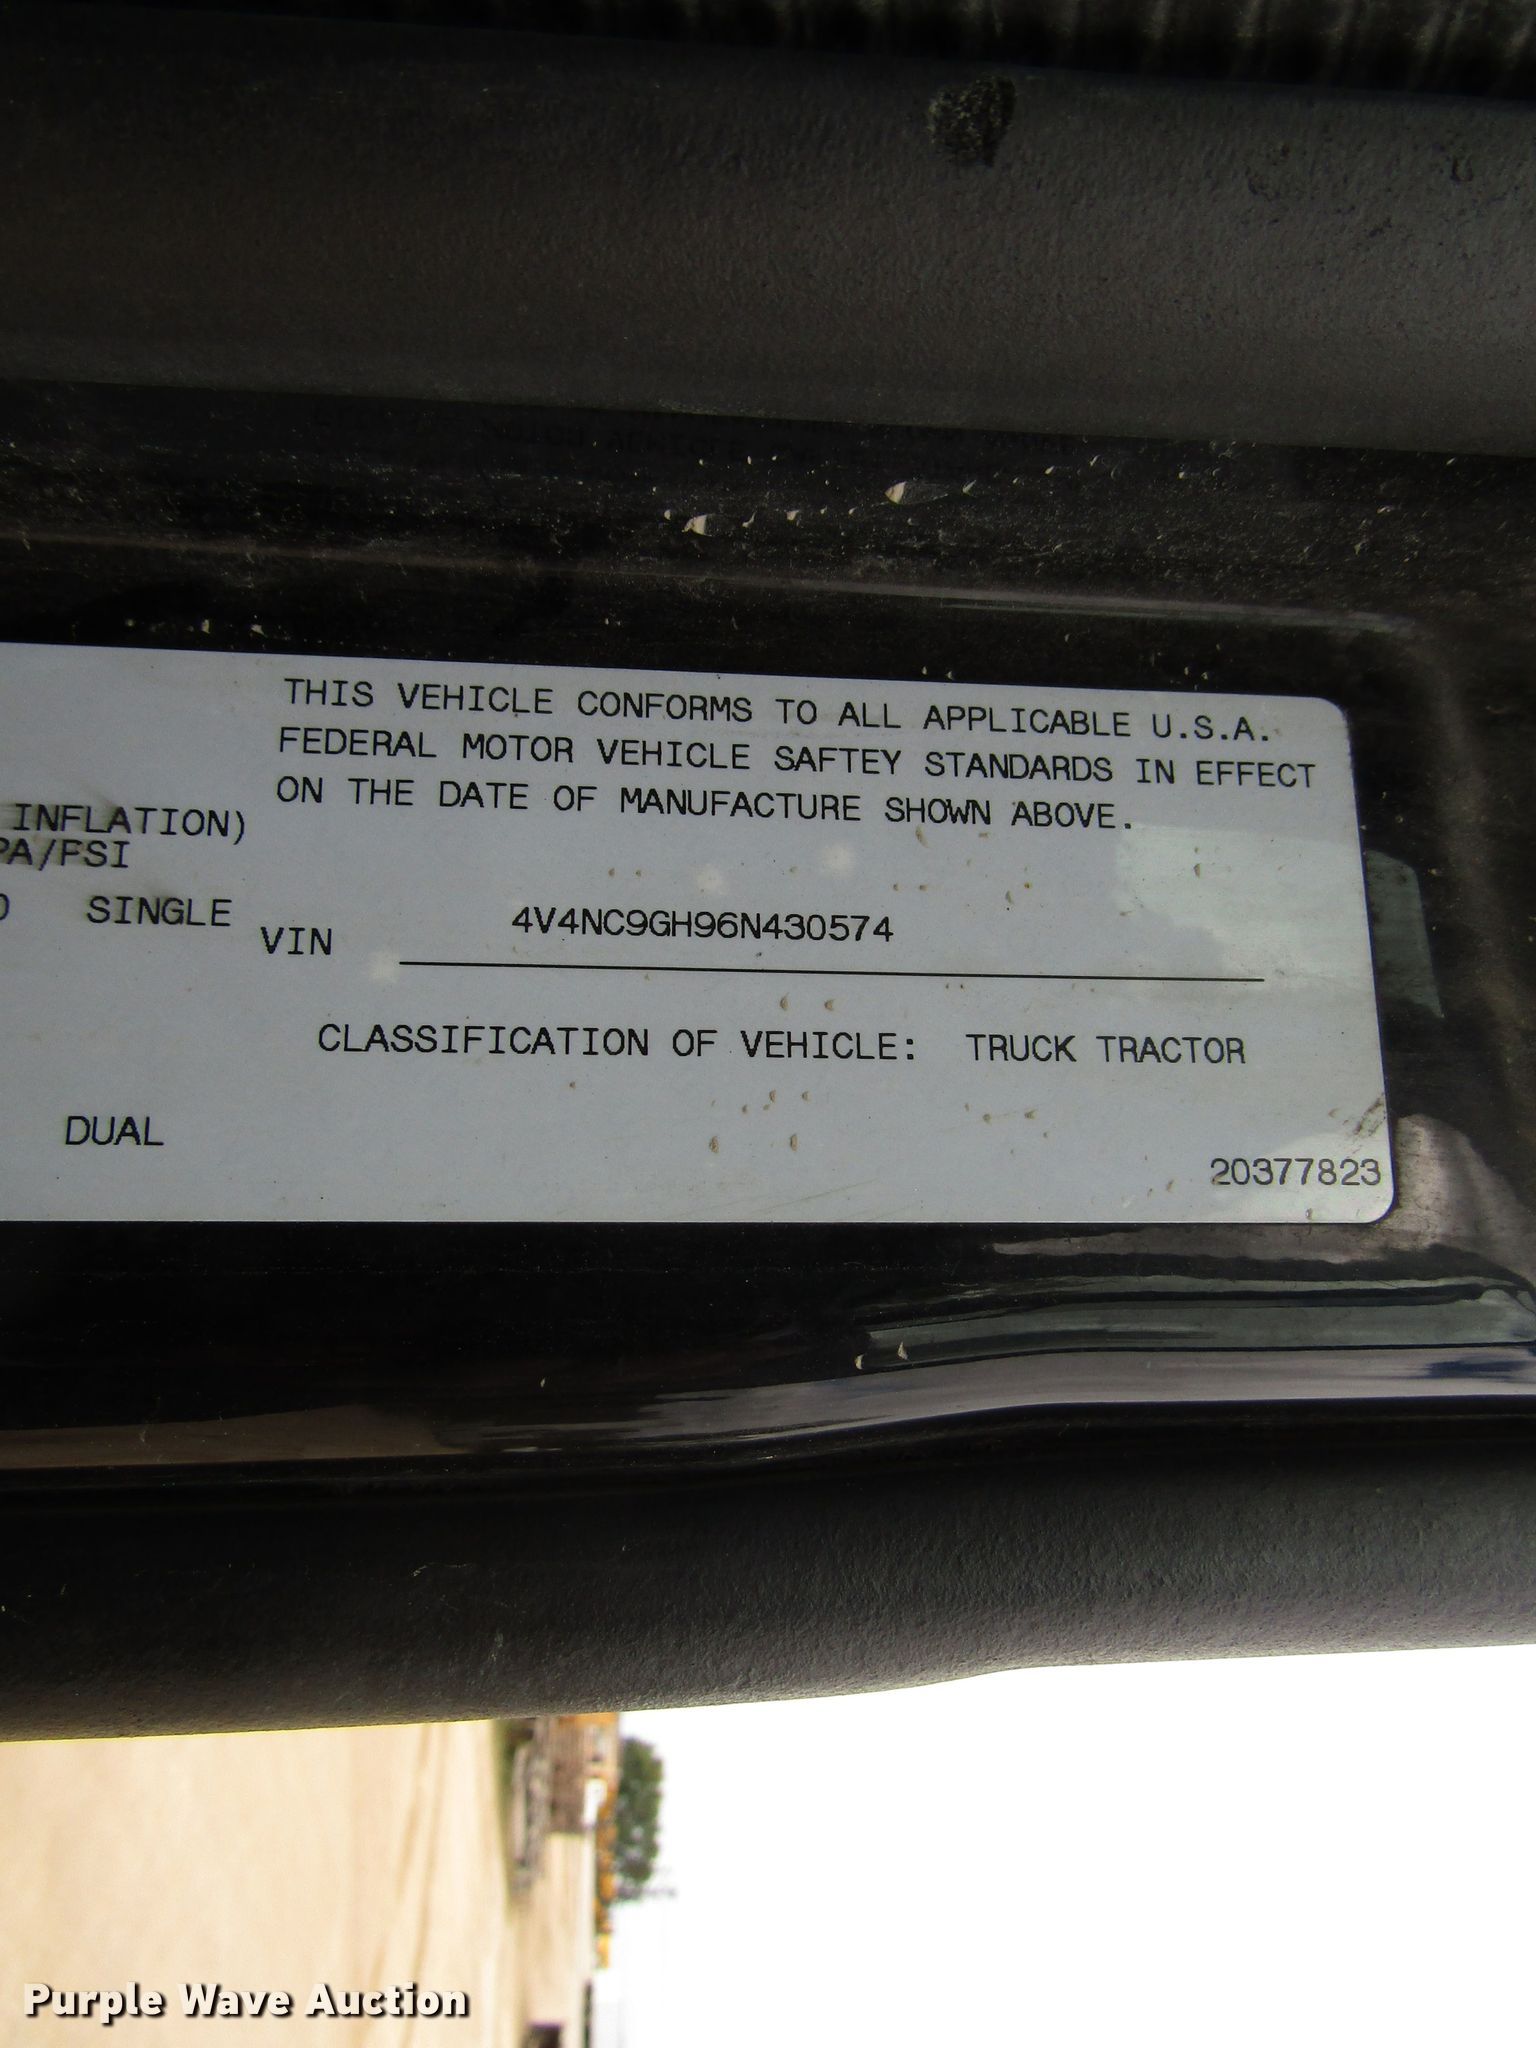 THIS VEHICLE CONFORMS TO ALL APPLICABLE U.S.A.
FEDERAL MOTOR VEHICLE SAFTEY STANDARDS IN EFFECT
ON THE DATE OF MANUFACTURE SHOWN ABOVE.
INFLATION)
PA/PSI
SINGLE
VIN 4V4NC9GH96N430574
CLASSIFICATION OF VEHICLE: TRUCK TRACTOR
DUAL
20377823
Purple Wave Auction